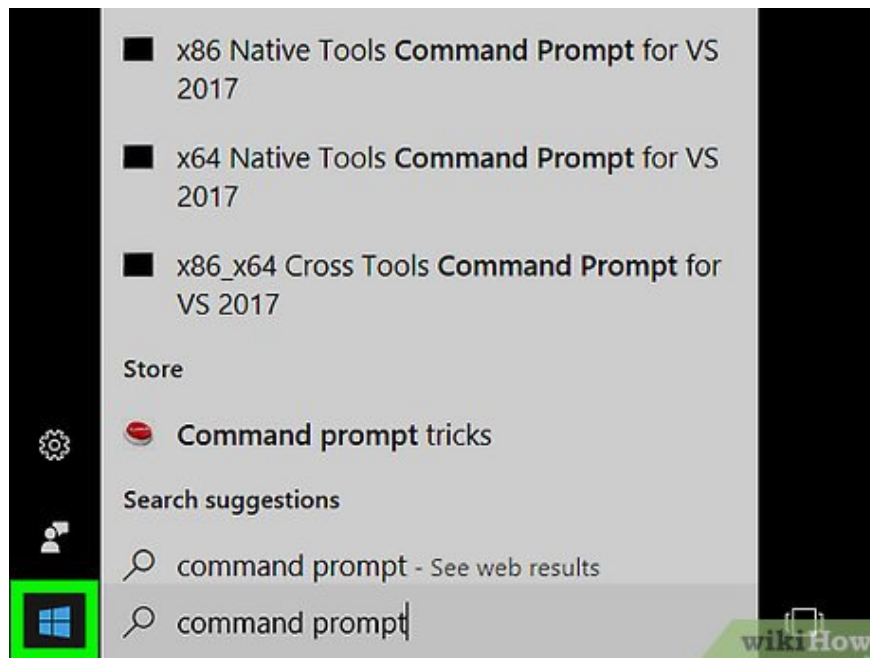 x86 Native Tools Command Prompt for VS
2017
x64 Native Tools Command Prompt for VS
2017
x86_x64 Cross Tools Command Prompt for
VS 2017
Store
Command prompt tricks
Search suggestions
command prompt - See web results
command prompt
wikiHow